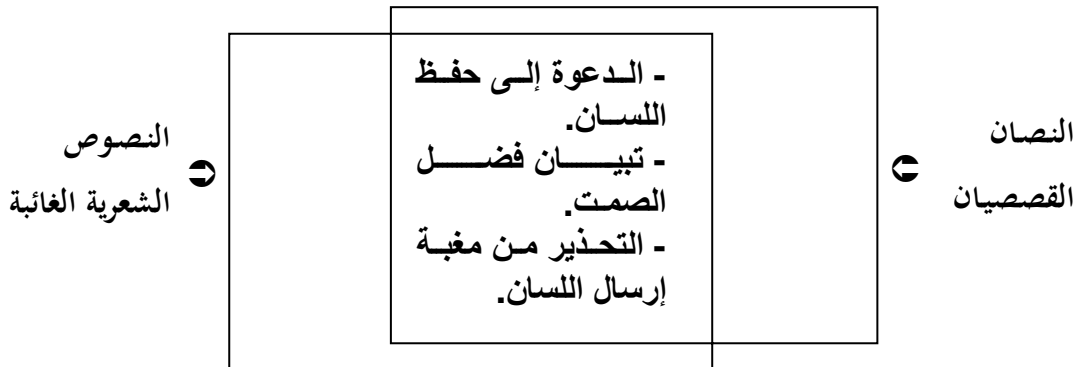 النصان
القصصيان
- الدعوة إلى حفظ
اللسان.
- تبيان فضل
الصمت.
- التحذير من مغبة
إرسال اللسان.
النصوص
الشعرية الغائبة